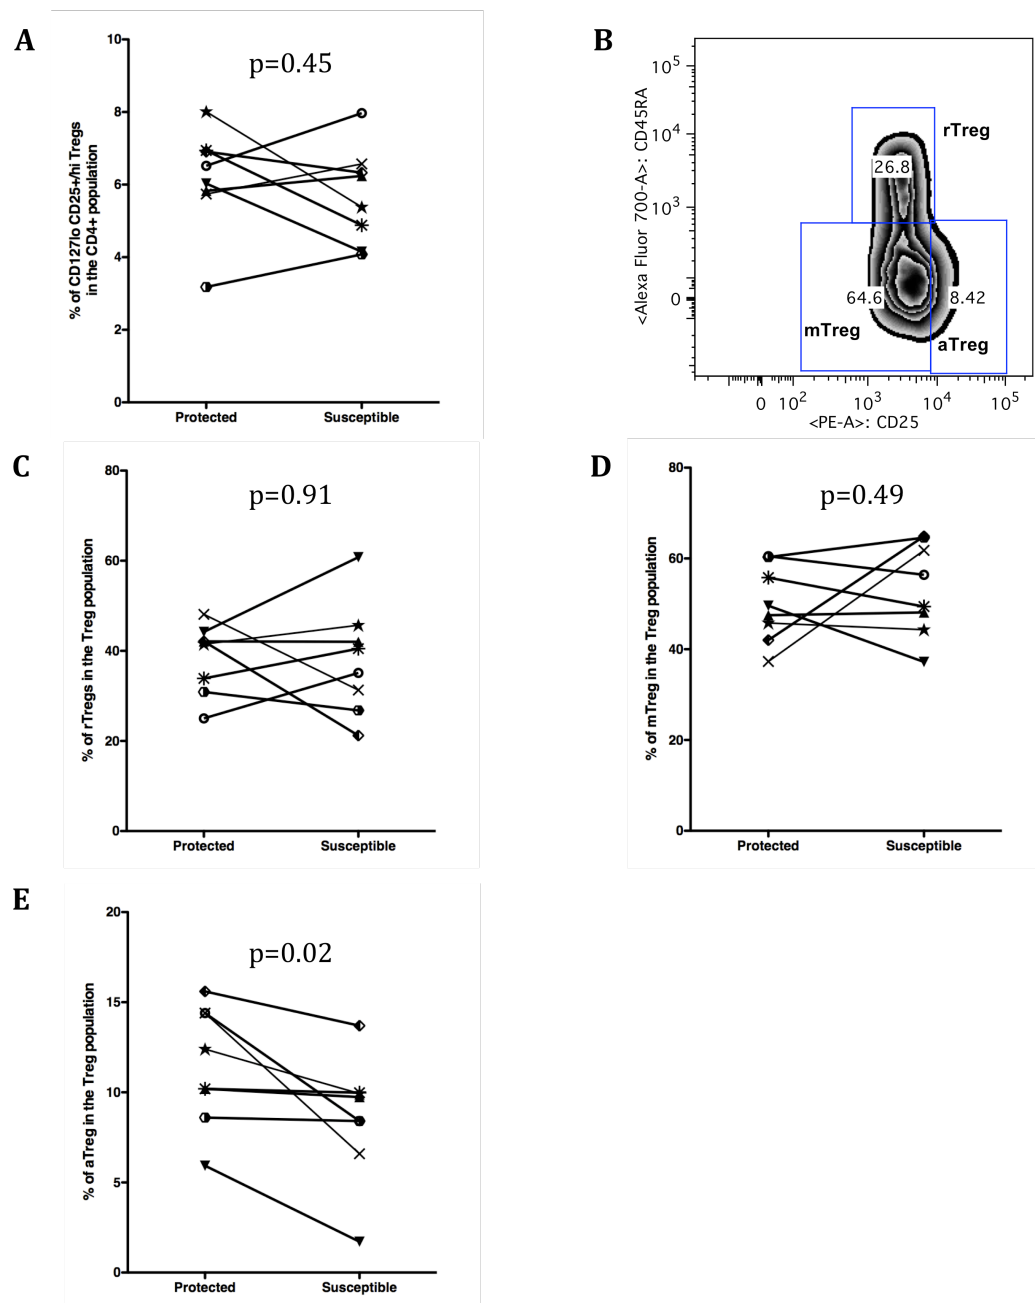 A
% of CD127lo CD25+/hi Tregs
in the CD4+ population
10
8
6
4
2
0
p=0.45
Protected
Susceptible
B
<Alexa Fluor 700-A>: CD45RA
10^5
10^4
10^3
0
rTreg
26.8
64.6
8.42
mTreg
aTreg
0
10^2
10^3
10^4
10^5
<PE-A>: CD25
C
% of rTregs in the Treg population
80
60
40
20
0
p=0.91
Protected
Susceptible
D
% of mTreg in the Treg population
80
60
40
20
0
p=0.49
Protected
Susceptible
E
% of aTreg in the Treg population
20
15
10
5
0
p=0.02
Protected
Susceptible